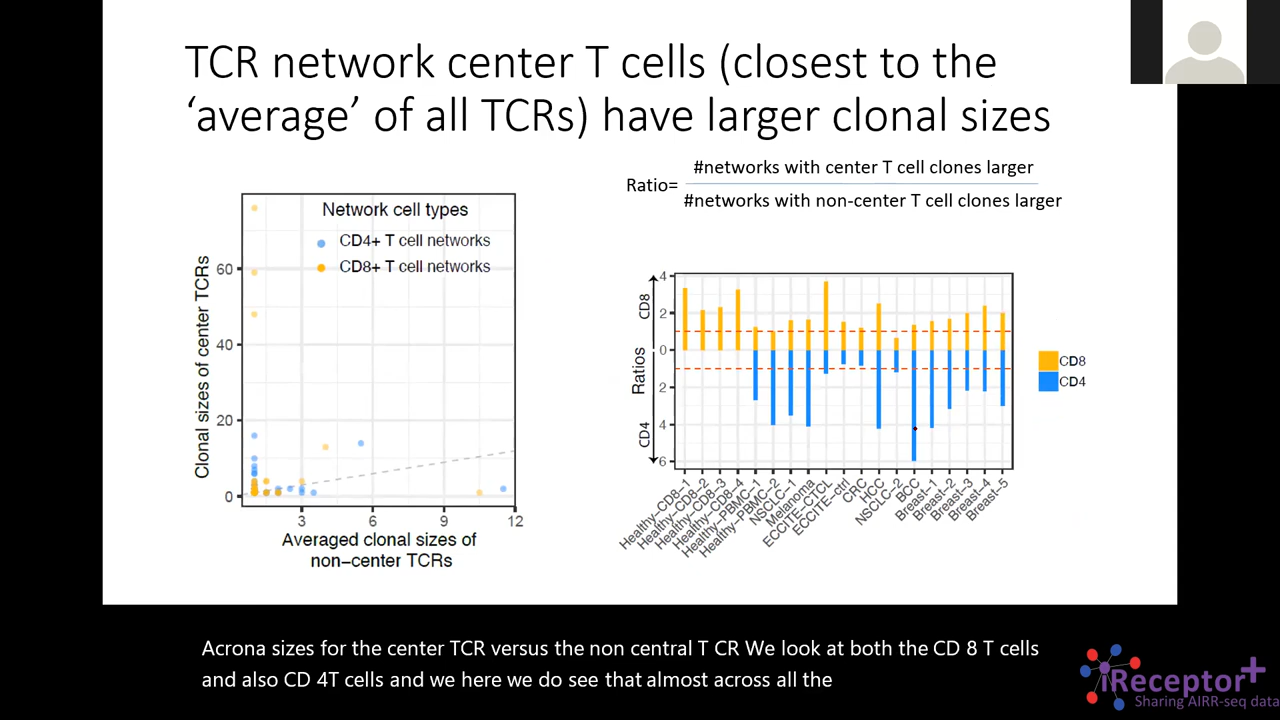 TCR network center T cells (closest to the
‘average’ of all TCRs) have larger clonal sizes
Ratio=
#networks with center T cell clones larger
#networks with non-center T cell clones larger
Network cell types
CD4+ T cell networks
CD8+ T cell networks
Clonal sizes of center TCRs
60
40
20
0
3
6
9
12
Averaged clonal sizes of
non−center TCRs
Ratios
CD8
CD4
4
2
0
2
4
6
Healthy−CD8−1
Healthy−CD8−2
Healthy−CD8−3
Healthy−CD8−4
Healthy−PBMC−1
Healthy−PBMC−2
NSCLC−1
Melanoma
ECCITE−CTCL
ECCITE−ctrl
CRC
HCC
NSCLC−2
BCC
Breast−1
Breast−2
Breast−3
Breast−4
Breast−5
CD8
CD4
Acrona sizes for the center TCR versus the non central T CR We look at both the CD 8 T cells
and also CD 4T cells and we here we do see that almost across all the
iReceptor+
Sharing AIRR-seq data